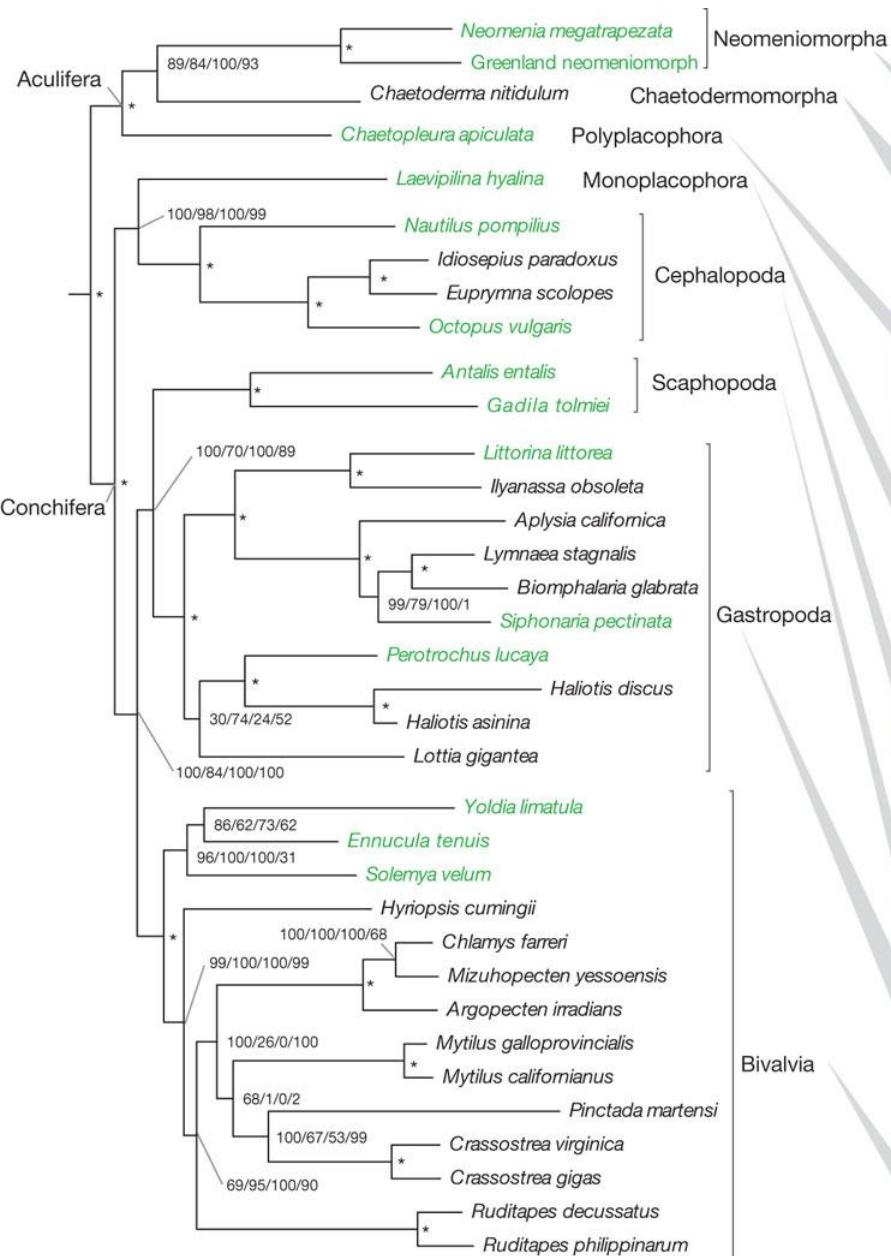 Neomenia megatrapezata
Neomeniomorpha
89/84/100/93
*
Greenland neomeniomorph
Aculifera
*
Chaetoderma nitidulum
Chaetodermomorpha
Chaetopleura apiculata
Polyplacophora
Laevipilina hyalina
Monoplacophora
100/98/100/99
Nautilus pompilius
*
Idiosepius paradoxus
*
Cephalopoda
*
Euprymna scolopes
*
Octopus vulgaris
Antalis entalis
*
Scaphopoda
Gadila tolmiei
100/70/100/89
Littorina littorea
*
Conchifera
*
Ilyanassa obsoleta
*
Aplysia californica
*
Lymnaea stagnalis
*
Biomphalaria glabrata
99/79/100/1
*
Siphonaria pectinata
Gastropoda
Perotrochus lucaya
*
Haliotis discus
*
30/74/24/52
Haliotis asinina
Lottia gigantea
100/84/100/100
Yoldia limatula
86/62/73/62
Ennucula tenuis
96/100/100/31
Solemya velum
Hyriopsis cumingii
*
100/100/100/68
Chlamys farreri
99/100/100/99
Mizuhopecten yessoensis
*
Argopecten irradians
100/26/0/100
Mytilus galloprovincialis
*
Bivalvia
Mytilus californianus
68/1/0/2
Pinctada martensi
100/67/53/99
Crassostrea virginica
*
Crassostrea gigas
69/95/100/90
Ruditapes decussatus
*
Ruditapes philippinarum